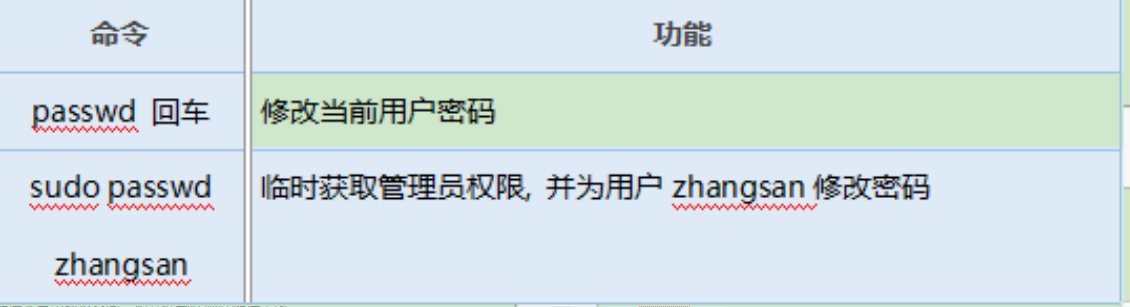 命令 功能
passwd 回车 修改当前用户密码
sudo passwd 临时获取管理员权限, 并为用户 zhangsan 修改密码
zhangsan